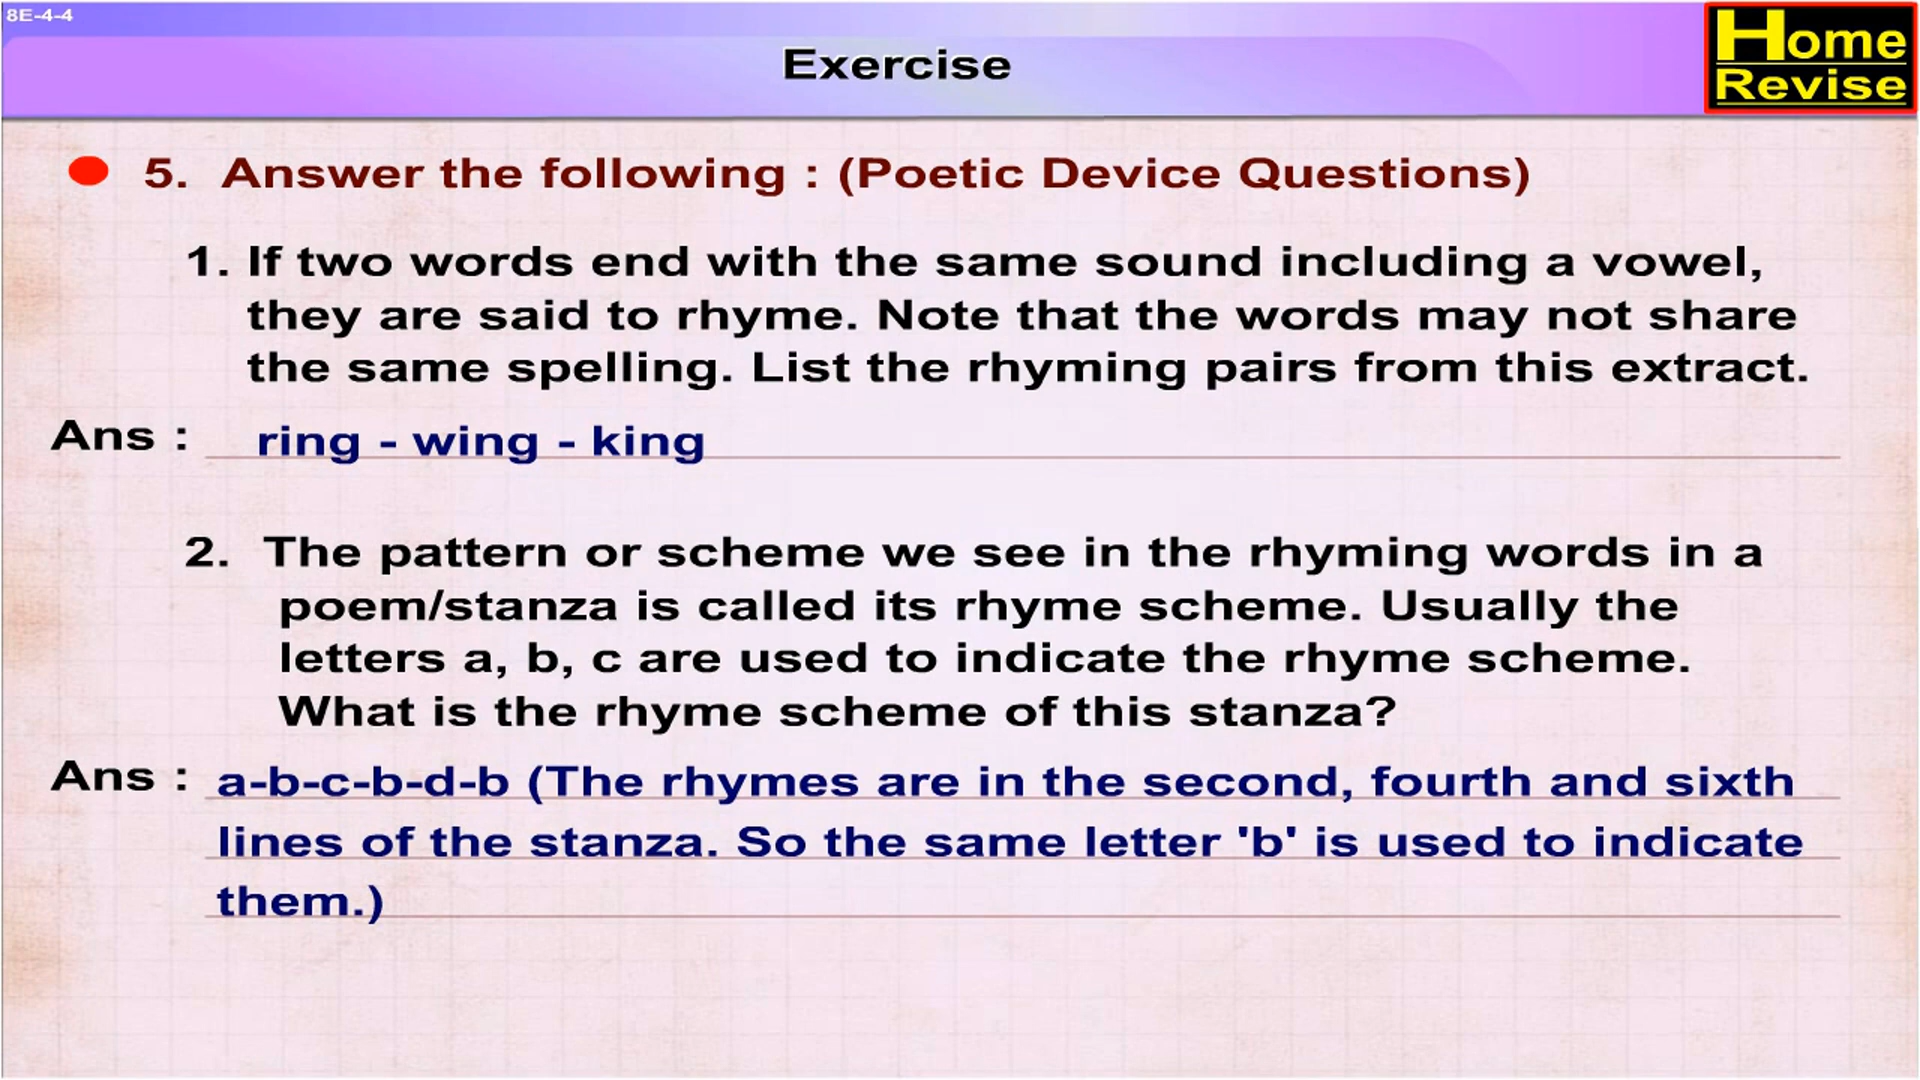 8E-4-4
Exercise
Home
Revise
5. Answer the following : (Poetic Device Questions)
1. If two words end with the same sound including a vowel,
they are said to rhyme. Note that the words may not share
the same spelling. List the rhyming pairs from this extract.
Ans : ring - wing - king
2. The pattern or scheme we see in the rhyming words in a
poem/stanza is called its rhyme scheme. Usually the
letters a, b, c are used to indicate the rhyme scheme.
What is the rhyme scheme of this stanza?
Ans : a-b-c-b-d-b (The rhymes are in the second, fourth and sixth
lines of the stanza. So the same letter 'b' is used to indicate
them.)